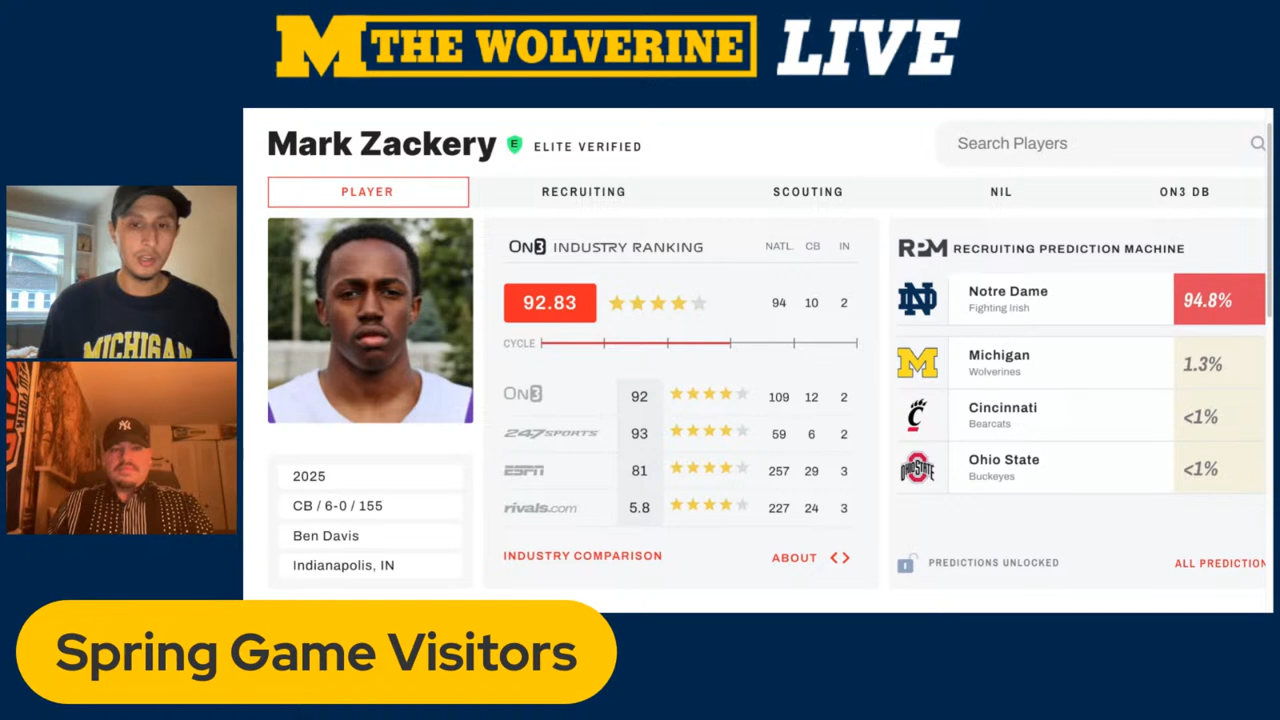 M THE WOLVERINE LIVE
Mark Zackery E ELITE VERIFIED
Search Players
PLAYER RECRUITING SCOUTING NIL ON3 DB
ON3 INDUSTRY RANKING NATL. CB IN
92.83 94 10 2
CYCLE
ON3 92 109 12 2
247SPORTS 93 59 6 2
ESPN 81 257 29 3
rivals.com 5.8 227 24 3
INDUSTRY COMPARISON ABOUT
RPM RECRUITING PREDICTION MACHINE
ND Notre Dame 94.8%
Fighting Irish
M Michigan 1.3%
Wolverines
C Cincinnati <1%
Bearcats
OHIO STATE Ohio State <1%
Buckeyes
PREDICTIONS UNLOCKED ALL PREDICTION
2025
CB / 6-0 / 155
Ben Davis
Indianapolis, IN
MICHIGAN
NY
Spring Game Visitors